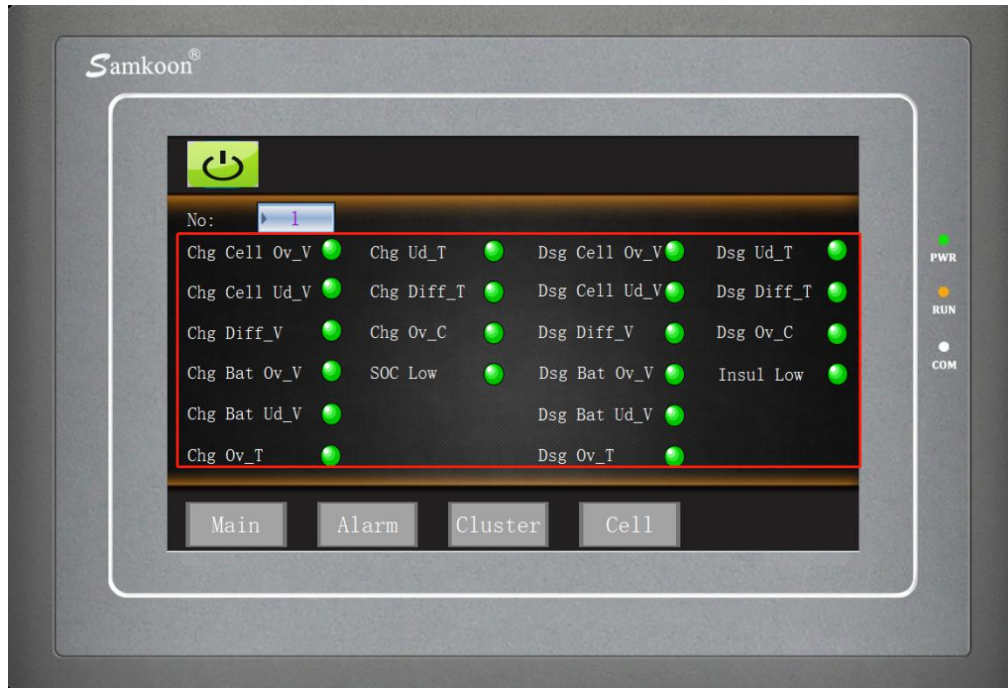 Samkoon®
No: 1
Chg Cell Ov_V Chg Ud_T Dsg Cell Ov_V Dsg Ud_T
Chg Cell Ud_V Chg Diff_T Dsg Cell Ud_V Dsg Diff_T
PWR
RUN
COM
Chg Diff_V Chg Ov_C Dsg Diff_V Dsg Ov_C
Chg Bat Ov_V SOC Low Dsg Bat Ov_V Insul Low
Chg Bat Ud_V Dsg Bat Ud_V
Chg Ov_T Dsg Ov_T
Main Alarm Cluster Cell